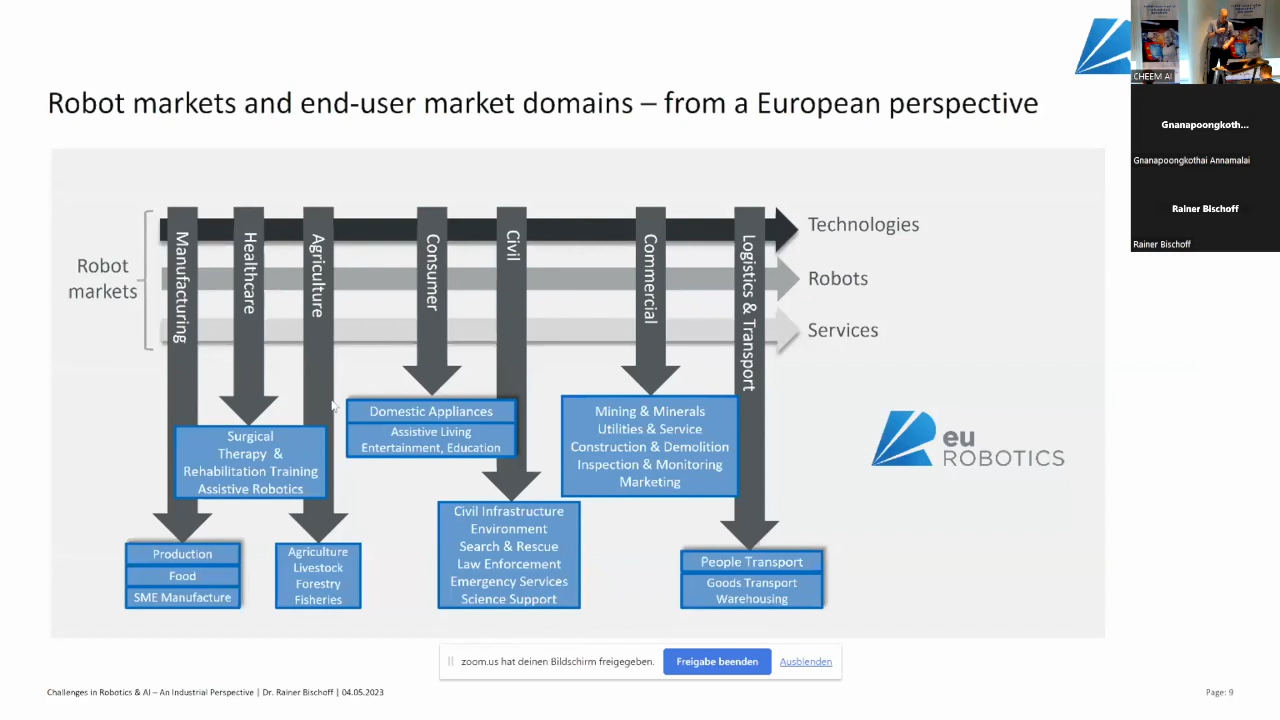 CHEEM AI
Robot markets and end-user market domains – from a European perspective
Gnanapoongkoth...
Gnanapoongkothai Annamalai
Rainer Bischoff
Rainer Bischoff
Robot
markets
Manufacturing
Healthcare
Agriculture
Consumer
Civil
Commercial
Logistics & Transport
Technologies
Robots
Services
Surgical
Therapy &
Rehabilitation Training
Assistive Robotics
Domestic Appliances
Assistive Living
Entertainment, Education
Mining & Minerals
Utilities & Service
Construction & Demolition
Inspection & Monitoring
Marketing
eu
ROBOTICS
Production
Food
SME Manufacture
Agriculture
Livestock
Forestry
Fisheries
Civil Infrastructure
Environment
Search & Rescue
Law Enforcement
Emergency Services
Science Support
People Transport
Goods Transport
Warehousing
zoom.us hat deinen Bildschirm freigegeben. Freigabe beenden Ausblenden
Challenges in Robotics & AI – An Industrial Perspective | Dr. Rainer Bischoff | 04.05.2023
Page: 9